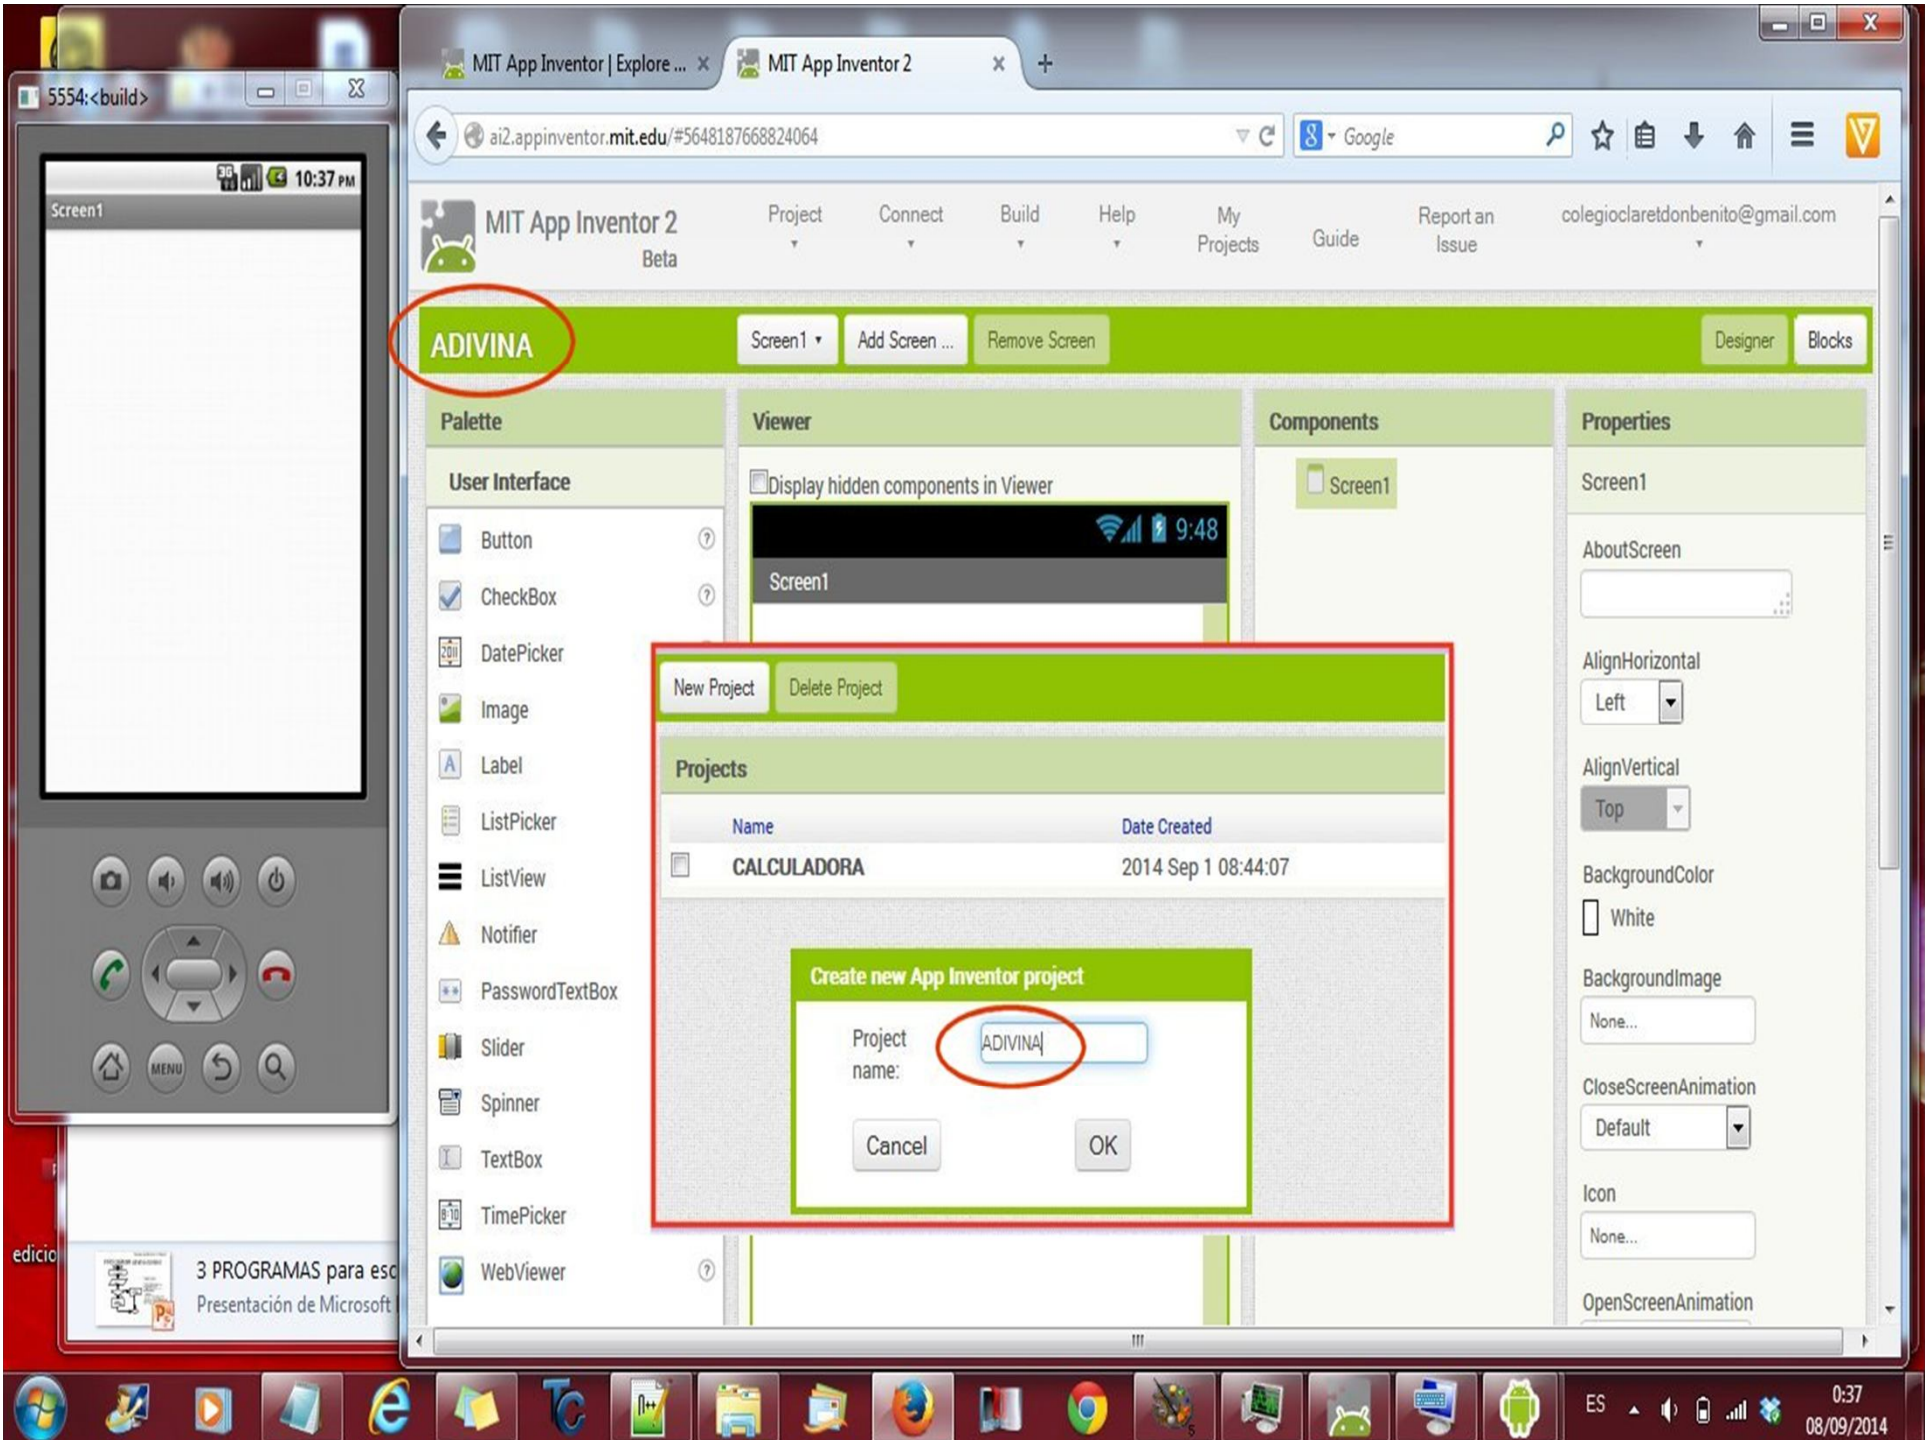 5554:<build>
10:37 PM
Screen1
MENU
edicio
3 PROGRAMAS para esc
Presentación de Microsoft
MIT App Inventor | Explore ...
MIT App Inventor 2
ai2.appinventor.mit.edu/#5648187668824064
Google
MIT App Inventor 2
Beta
Project
Connect
Build
Help
My
Projects
Guide
Report an
Issue
colegioclaretdonbenito@gmail.com
ADIVINA
Screen1
Add Screen ...
Remove Screen
Designer
Blocks
Palette
User Interface
Button
CheckBox
DatePicker
Image
Label
ListPicker
ListView
Notifier
PasswordTextBox
Slider
Spinner
TextBox
TimePicker
WebViewer
Viewer
Display hidden components in Viewer
9:48
Screen1
New Project
Delete Project
Projects
Name
Date Created
CALCULADORA
2014 Sep 1 08:44:07
Create new App Inventor project
Project
name:
ADIVINA
Cancel
OK
Components
Screen1
Properties
Screen1
AboutScreen
AlignHorizontal
Left
AlignVertical
Top
BackgroundColor
White
BackgroundImage
None...
CloseScreenAnimation
Default
Icon
None...
OpenScreenAnimation
ES
0:37
08/09/2014